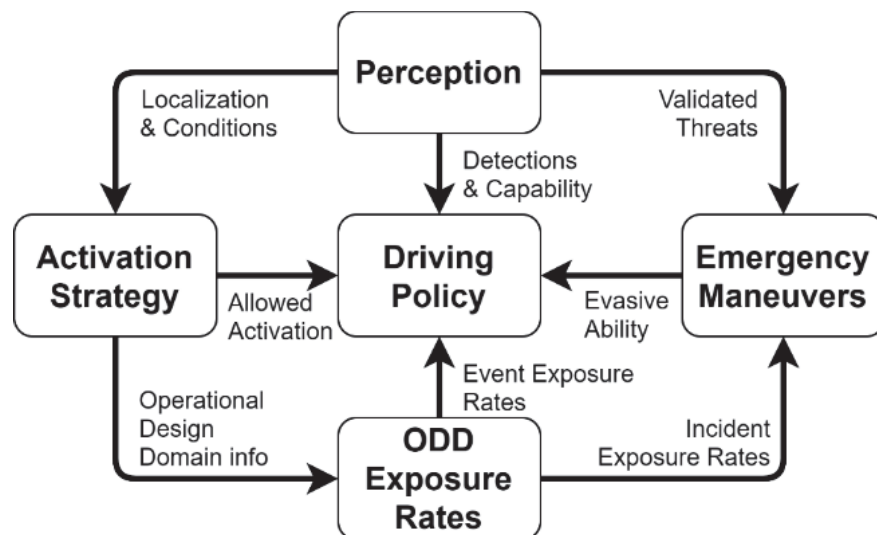 Perception
Localization
& Conditions
Validated
Threats
Detections
& Capability
Activation
Strategy
Driving
Policy
Emergency
Maneuvers
Allowed
Activation
Evasive
Ability
Operational
Design
Domain info
Event Exposure
Rates
ODD
Exposure
Rates
Incident
Exposure Rates